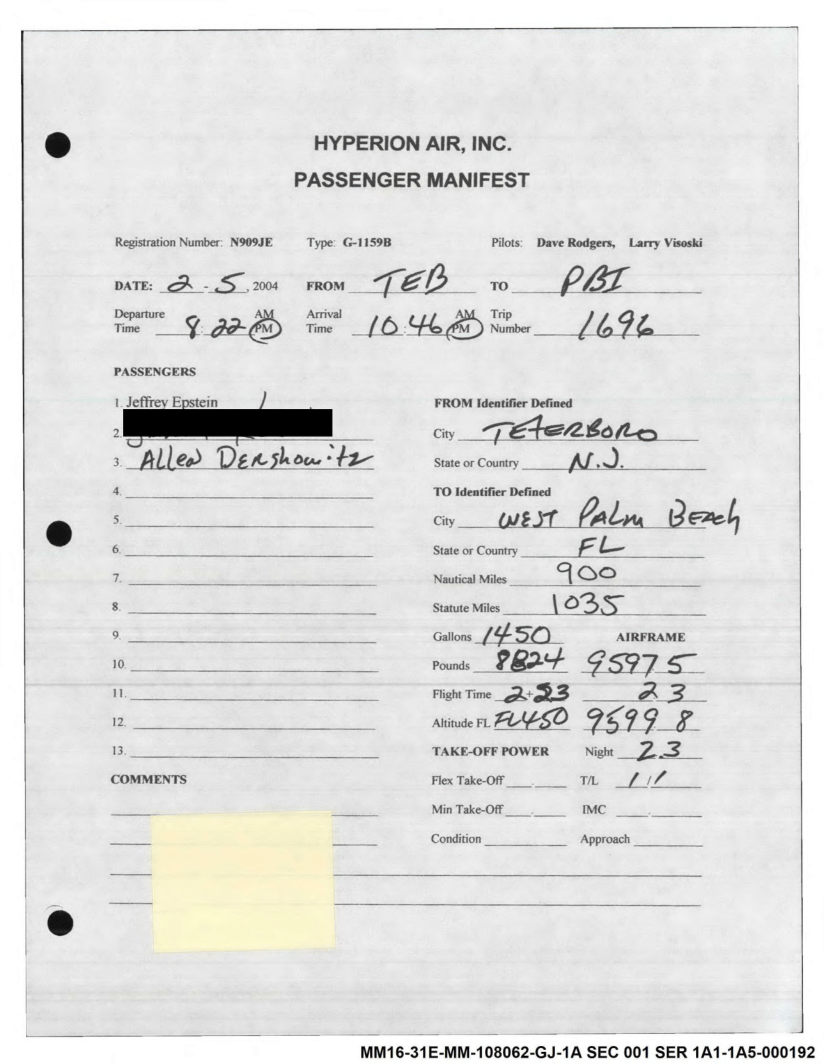 HYPERION AIR, INC.
PASSENGER MANIFEST
Registration Number: N909JE Type: G-1159B Pilots: Dave Rodgers, Larry Visoski
DATE: 2 - 5, 2004 FROM TEB TO PBI
Departure Time 8:22 AM PM Arrival Time 10:46 AM PM Trip Number 1696
PASSENGERS
1. Jeffrey Epstein
2.
3. Allen Dershowitz
4.
5.
6.
7.
8.
9.
10.
11.
12.
13.
COMMENTS
FROM Identifier Defined
City TETERBORO
State or Country N.J.
TO Identifier Defined
City WEST PALM BEACH
State or Country FL
Nautical Miles 900
Statute Miles 1035
Gallons 1450 AIRFRAME
Pounds 8824 9597 5
Flight Time 2+23 2 3
Altitude FL FL450 9599 8
TAKE-OFF POWER Night 2.3
Flex Take-Off T/L 1/1
Min Take-Off IMC
Condition Approach
MM16-31E-MM-108062-GJ-1A SEC 001 SER 1A1-1A5-000192